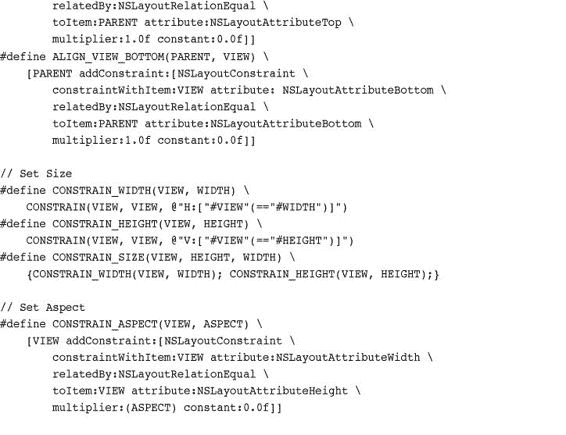 relatedBy:NSLayoutRelationEqual \
toItem:PARENT attribute:NSLayoutAttributeTop \
multiplier:1.0f constant:0.0f]]
#define ALIGN_VIEW_BOTTOM(PARENT, VIEW) \
[PARENT addConstraint:[NSLayoutConstraint \
constraintWithItem:VIEW attribute: NSLayoutAttributeBottom \
relatedBy:NSLayoutRelationEqual \
toItem:PARENT attribute:NSLayoutAttributeBottom \
multiplier:1.0f constant:0.0f]]
// Set Size
#define CONSTRAIN_WIDTH(VIEW, WIDTH) \
CONSTRAIN(VIEW, VIEW, @"H:["#VIEW"(=="#WIDTH")]")
#define CONSTRAIN_HEIGHT(VIEW, HEIGHT) \
CONSTRAIN(VIEW, VIEW, @"V:["#VIEW"(=="#HEIGHT")]")
#define CONSTRAIN_SIZE(VIEW, HEIGHT, WIDTH) \
{CONSTRAIN_WIDTH(VIEW, WIDTH); CONSTRAIN_HEIGHT(VIEW, HEIGHT);}
// Set Aspect
#define CONSTRAIN_ASPECT(VIEW, ASPECT) \
[VIEW addConstraint:[NSLayoutConstraint \
constraintWithItem:VIEW attribute:NSLayoutAttributeWidth \
relatedBy:NSLayoutRelationEqual \
toItem:VIEW attribute:NSLayoutAttributeHeight \
multiplier:(ASPECT) constant:0.0f]]